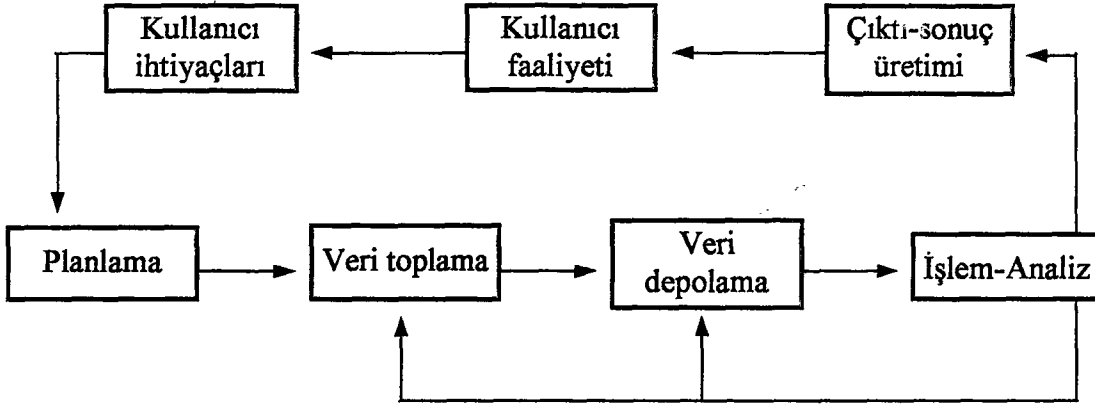 Kullanıcı
ihtiyaçları
Kullanıcı
faaliyeti
Çıktı-sonuç
üretimi
Planlama
Veri toplama
Veri
depolama
İşlem-Analiz